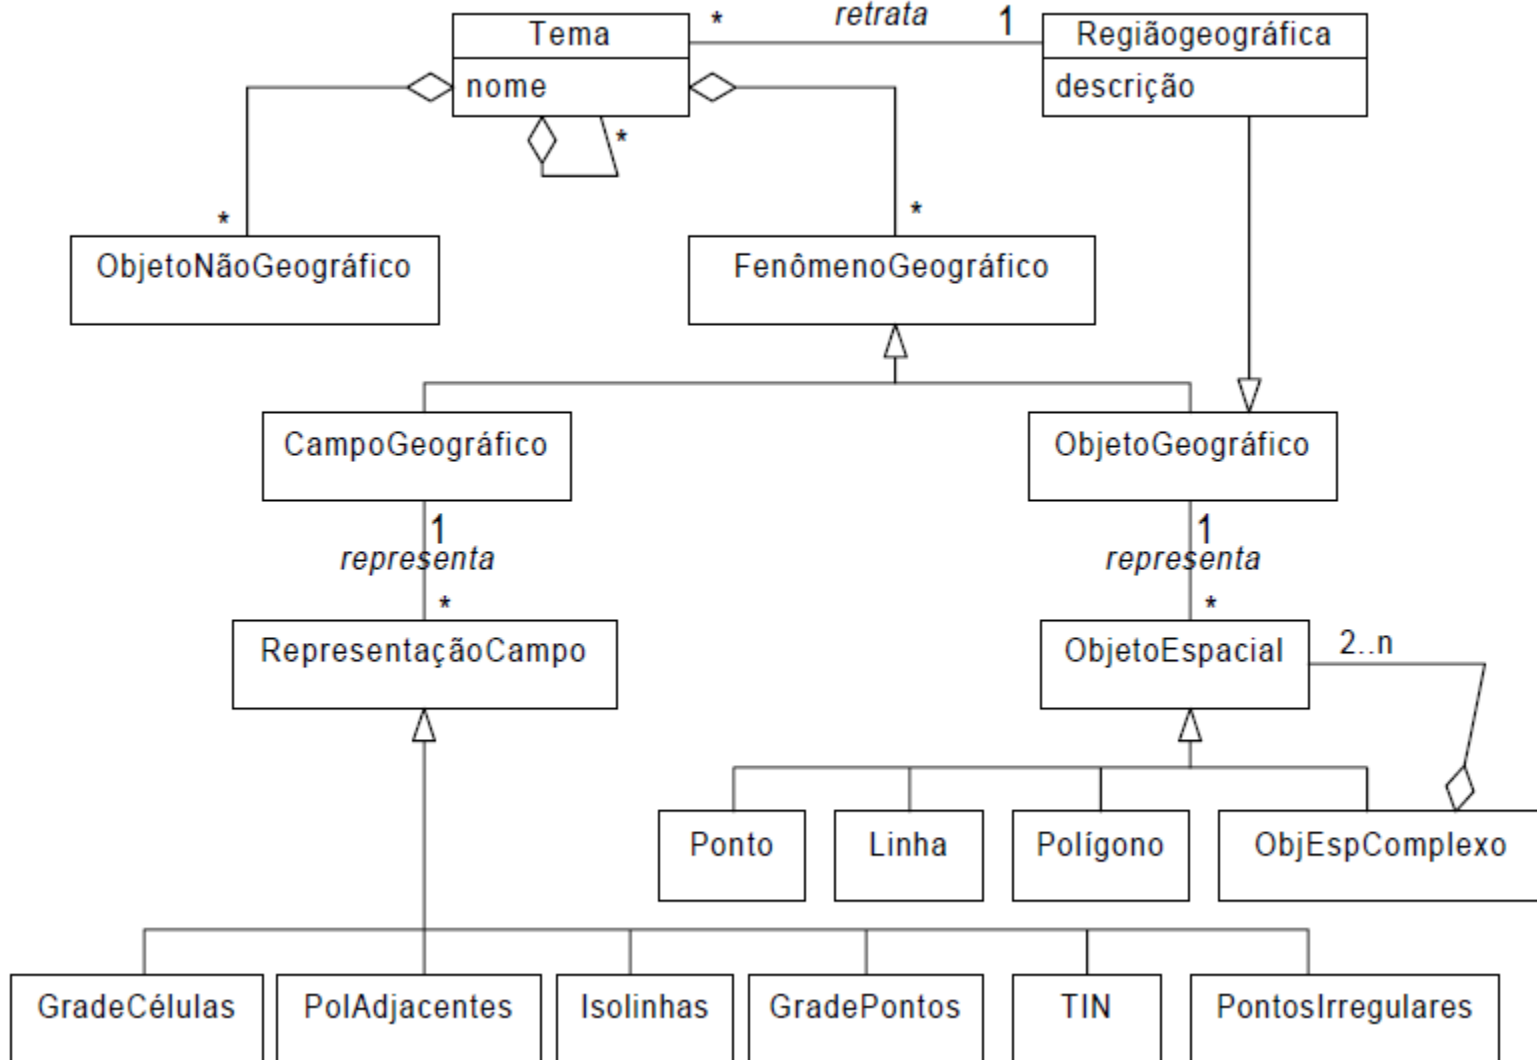 Tema
* retrata 1
Regiãogeográfica
nome
descrição
*
*
*
ObjetoNãoGeográfico
FenômenoGeográfico
CampoGeográfico
ObjetoGeográfico
1
representa
*
1
representa
*
RepresentaçãoCampo
ObjetoEspacial
2..n
Ponto
Linha
Polígono
ObjEspComplexo
GradeCélulas
PolAdjacentes
Isolinhas
GradePontos
TIN
PontosIrregulares